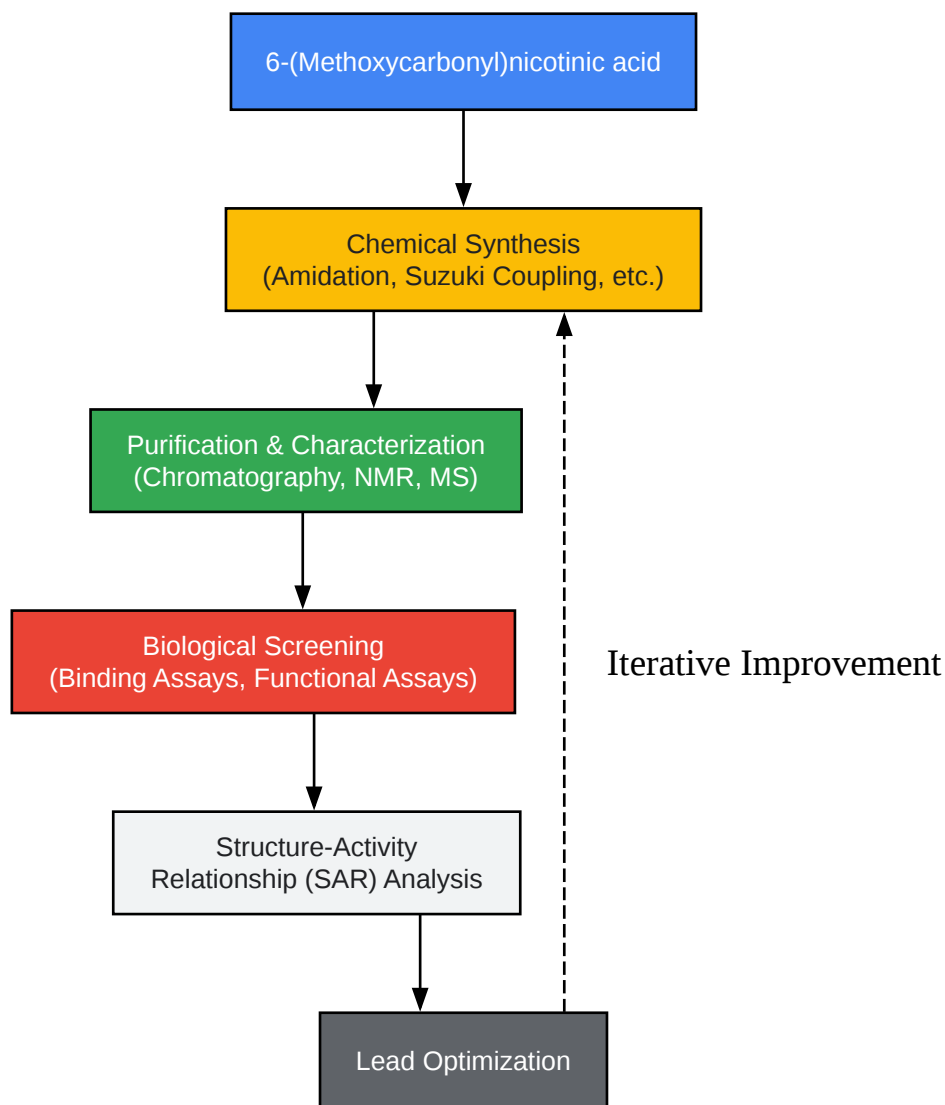 6-(Methoxycarbonyl)nicotinic acid
Chemical Synthesis
(Amidation, Suzuki Coupling, etc.)
Purification & Characterization
(Chromatography, NMR, MS)
Biological Screening
(Binding Assays, Functional Assays)
Iterative Improvement
Structure-Activity
Relationship (SAR) Analysis
Lead Optimization